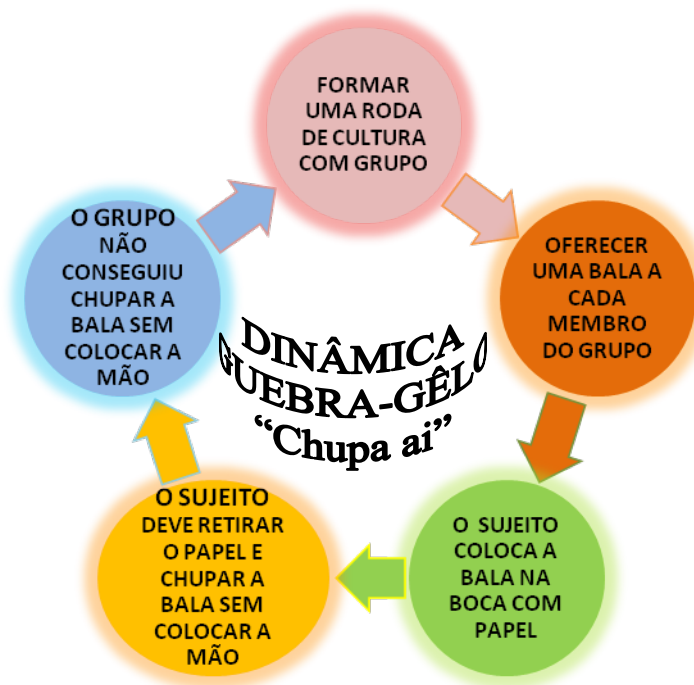 FORMAR
UMA RODA
DE CULTURA
COM GRUPO
OFERECER
UMA BALA A
CADA
MEMBRO
DO GRUPO
O SUJEITO
COLOCA A
BALA NA
BOCA COM
PAPEL
O SUJEITO
DEVE RETIRAR
O PAPEL E
CHUPAR A
BALA SEM
COLOCAR A
MÃO
O GRUPO
NÃO
CONSEGUIU
CHUPAR A
BALA SEM
COLOCAR A
MÃO
DINÂMICA
GUEBRA-GÊLO
“Chupa ai”